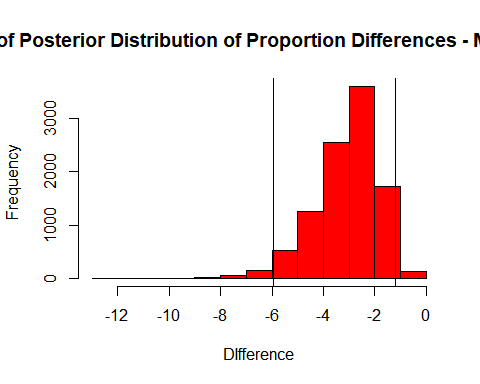 of Posterior Distribution of Proportion Differences -
Frequency
3000
2000
1000
0
-12 -10 -8 -6 -4 -2 0
DIfference